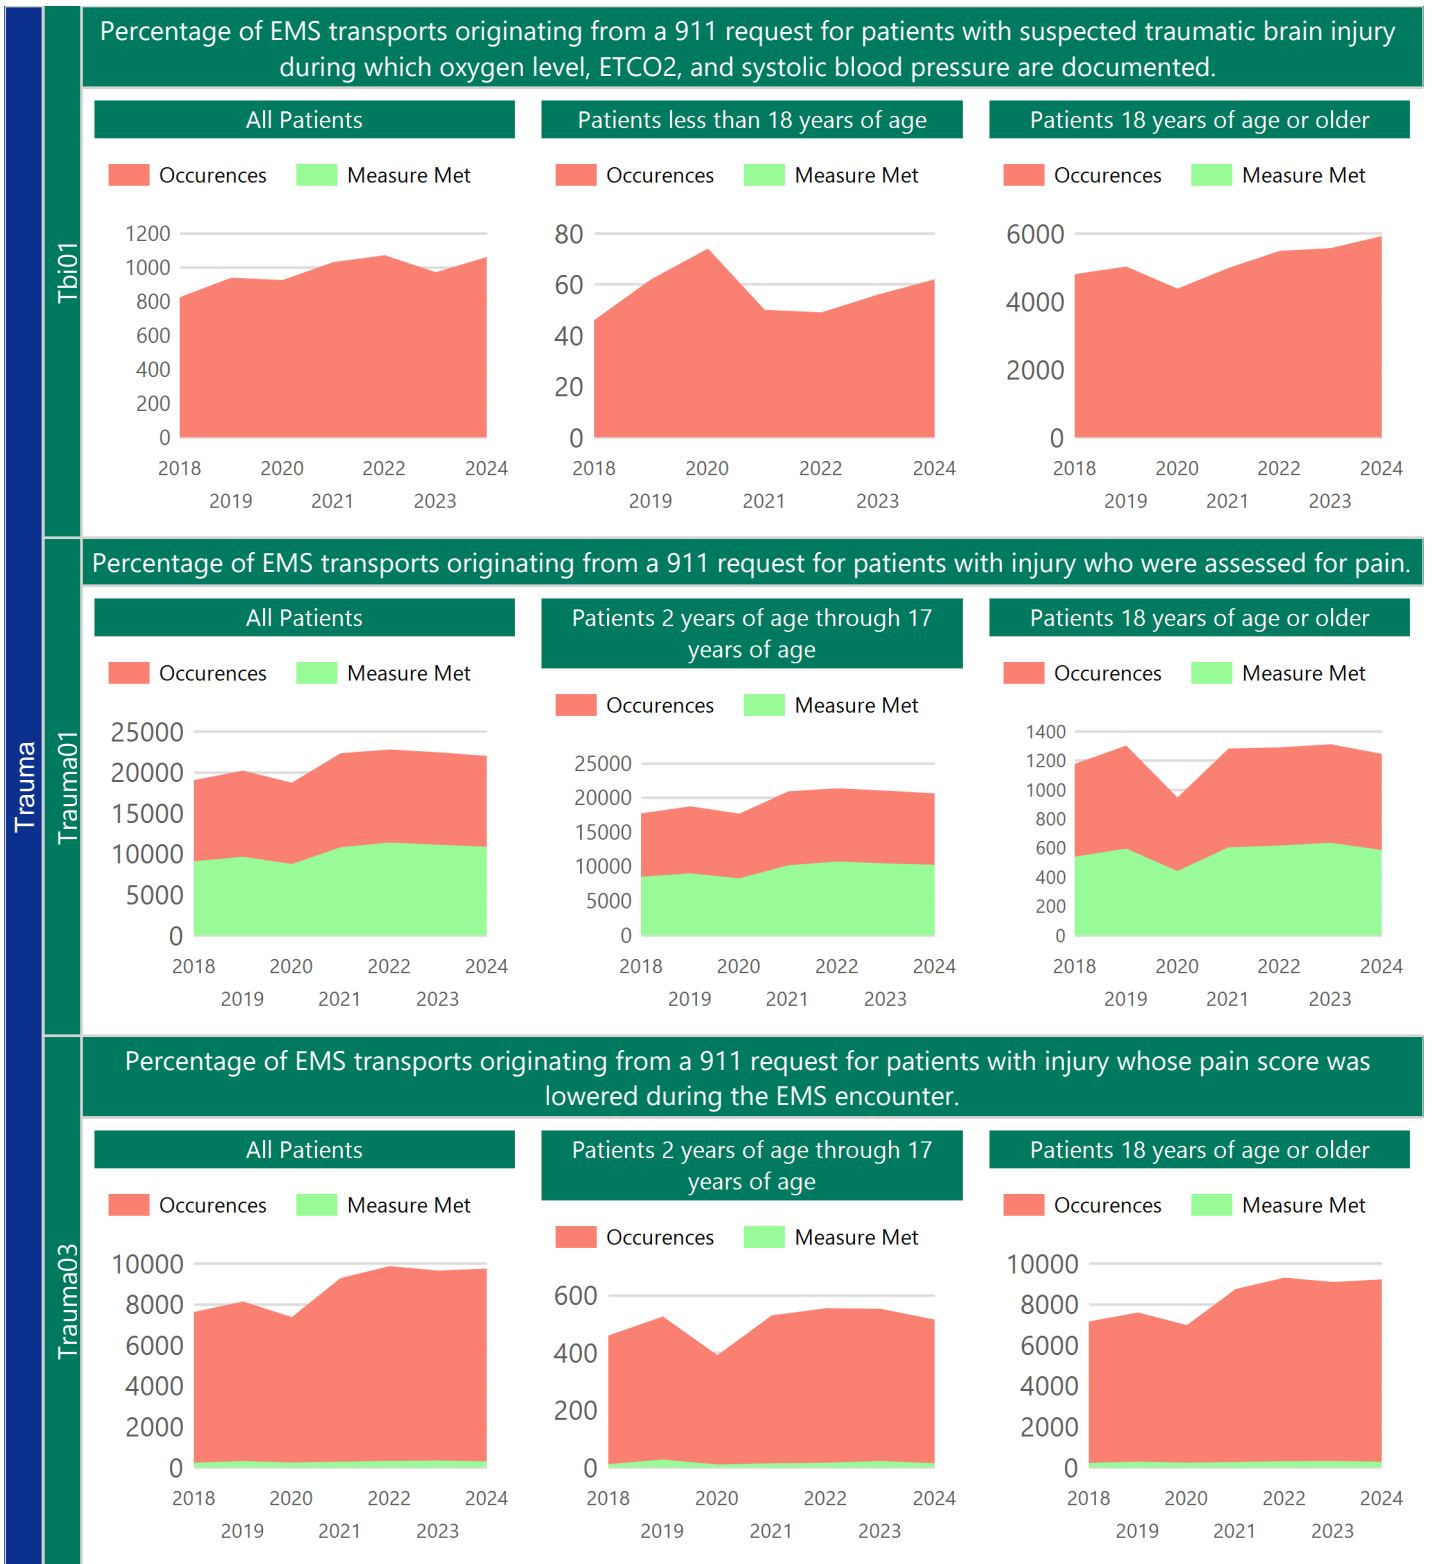 Trauma
Tbi01
Percentage of EMS transports originating from a 911 request for patients with suspected traumatic brain injury
during which oxygen level, ETCO2, and systolic blood pressure are documented.
All Patients
Occurences Measure Met
1200
1000
800
600
400
200
0
2018 2020 2022 2024
2019 2021 2023
Patients less than 18 years of age
Occurences Measure Met
80
60
40
20
0
2018 2020 2022 2024
2019 2021 2023
Patients 18 years of age or older
Occurences Measure Met
6000
4000
2000
0
2018 2020 2022 2024
2019 2021 2023
Trauma01
Percentage of EMS transports originating from a 911 request for patients with injury who were assessed for pain.
All Patients
Occurences Measure Met
25000
20000
15000
10000
5000
0
2018 2020 2022 2024
2019 2021 2023
Patients 2 years of age through 17
years of age
Occurences Measure Met
25000
20000
15000
10000
5000
0
2018 2020 2022 2024
2019 2021 2023
Patients 18 years of age or older
Occurences Measure Met
1400
1200
1000
800
600
400
200
0
2018 2020 2022 2024
2019 2021 2023
Trauma03
Percentage of EMS transports originating from a 911 request for patients with injury whose pain score was
lowered during the EMS encounter.
All Patients
Occurences Measure Met
10000
8000
6000
4000
2000
0
2018 2020 2022 2024
2019 2021 2023
Patients 2 years of age through 17
years of age
Occurences Measure Met
600
400
200
0
2018 2020 2022 2024
2019 2021 2023
Patients 18 years of age or older
Occurences Measure Met
10000
8000
6000
4000
2000
0
2018 2020 2022 2024
2019 2021 2023